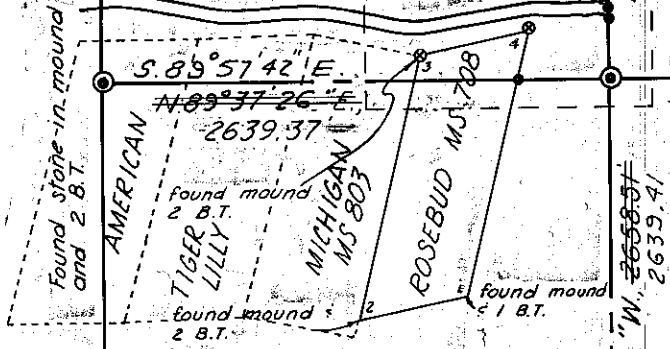 Found stone-in-mound
and 2 B.T.
S. 89°57'42" E.
N 89°37'26" E,
2639.37
AMERICAN
TIGER
LILLY
found mound
2 B.T.
MICHIGAN
MS 803
ROSEBUD MS 708
3
4
2
found mound &
2 B.T.
found mound
& 1 B.T.
"W, 2658.51
2639.41